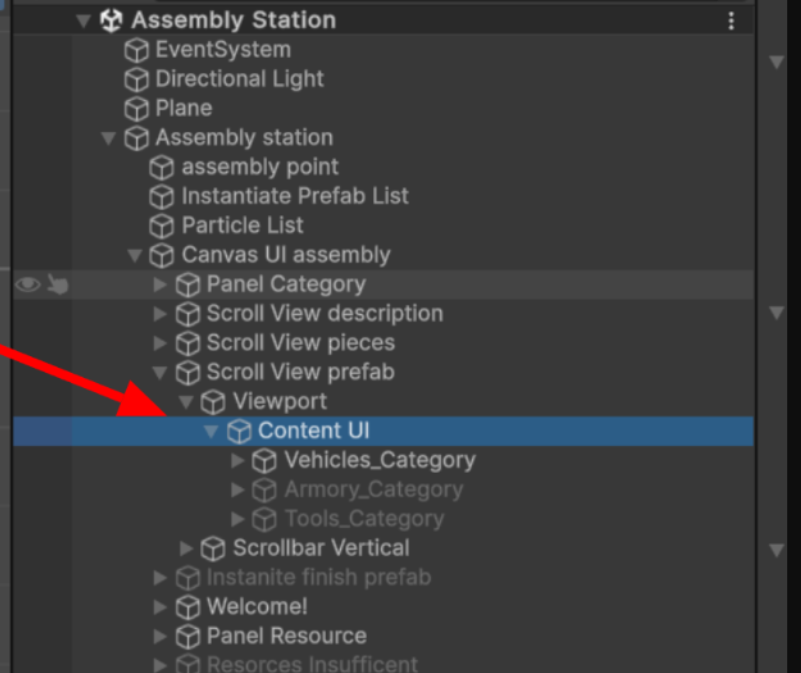 Assembly Station
EventSystem
Directional Light
Plane
Assembly station
assembly point
Instantiate Prefab List
Particle List
Canvas UI assembly
Panel Category
Scroll View description
Scroll View pieces
Scroll View prefab
Viewport
Content UI
Vehicles_Category
Armory_Category
Tools_Category
Scrollbar Vertical
Instanite finish prefab
Welcome!
Panel Resource
Resorces Insufficent